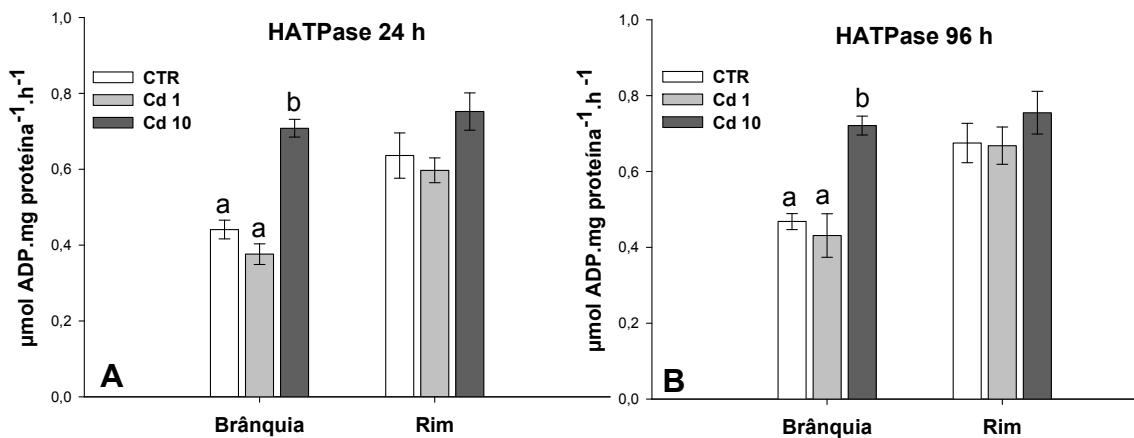 HATPase 24 h
CTR
Cd 1
Cd 10
µmol ADP.mg proteína⁻¹.h⁻¹
1,0
0,8
0,6
0,4
0,2
0,0
a
a
b
A
Brânquia
Rim
HATPase 96 h
CTR
Cd 1
Cd 10
µmol ADP.mg proteína⁻¹.h⁻¹
1,0
0,8
0,6
0,4
0,2
0,0
a
a
b
B
Brânquia
Rim